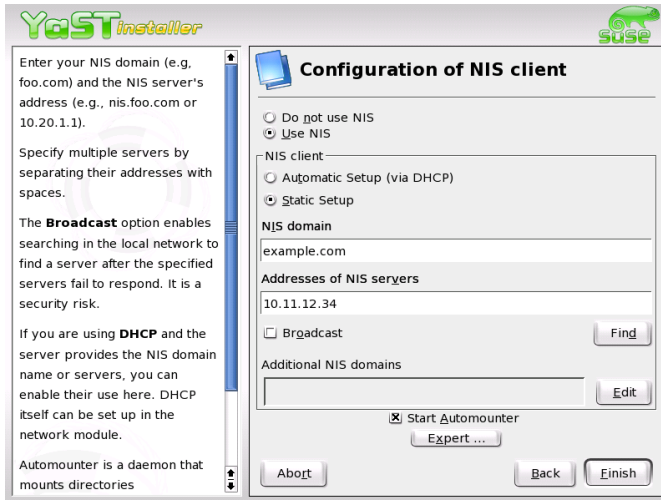 YaST installer
SUSE
Enter your NIS domain (e.g,
foo.com) and the NIS server's
address (e.g., nis.foo.com or
10.20.1.1).
Specify multiple servers by
separating their addresses with
spaces.
The Broadcast option enables
searching in the local network to
find a server after the specified
servers fail to respond. It is a
security risk.
If you are using DHCP and the
server provides the NIS domain
name or servers, you can
enable their use here. DHCP
itself can be set up in the
network module.
Automounter is a daemon that
mounts directories
Configuration of NIS client
Do not use NIS
Use NIS
NIS client
Automatic Setup (via DHCP)
Static Setup
NIS domain
example.com
Addresses of NIS servers
10.11.12.34
Broadcast
Find
Additional NIS domains
Edit
Start Automounter
Expert ...
Abort
Back
Finish